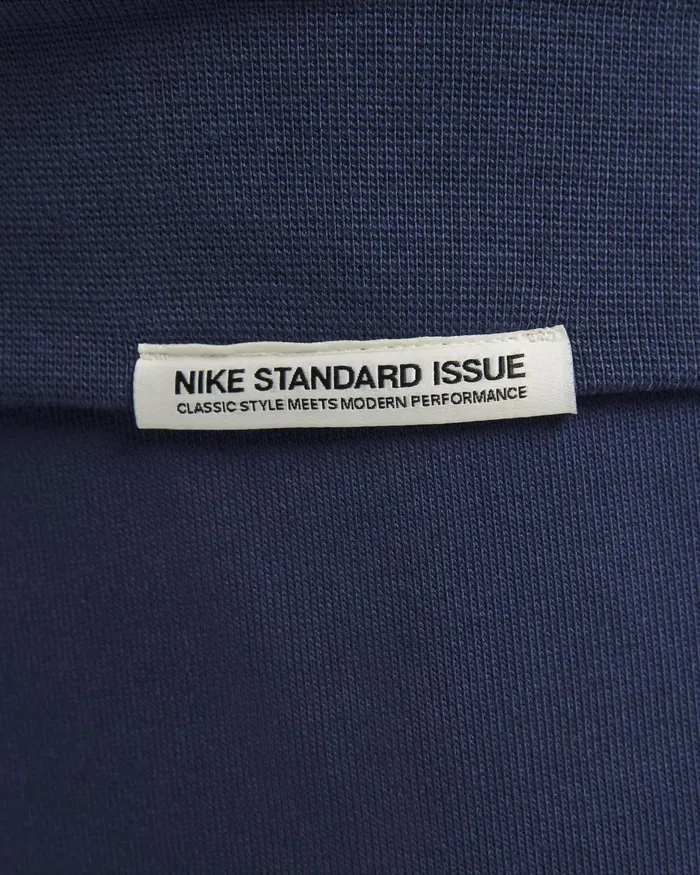 NIKE STANDARD ISSUE
CLASSIC STYLE MEETS MODERN PERFORMANCE